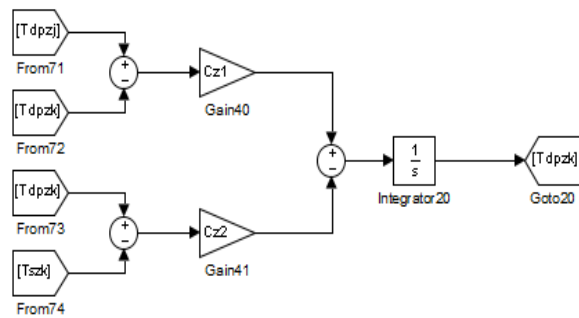 [Tdpzj]
From71
+
−
Cz1
Gain40
[Tdpzk]
From72
+
−
1
s
Integrator20
[Tdpzk]
Goto20
[Tdpzk]
From73
+
−
Cz2
Gain41
[Tszk]
From74